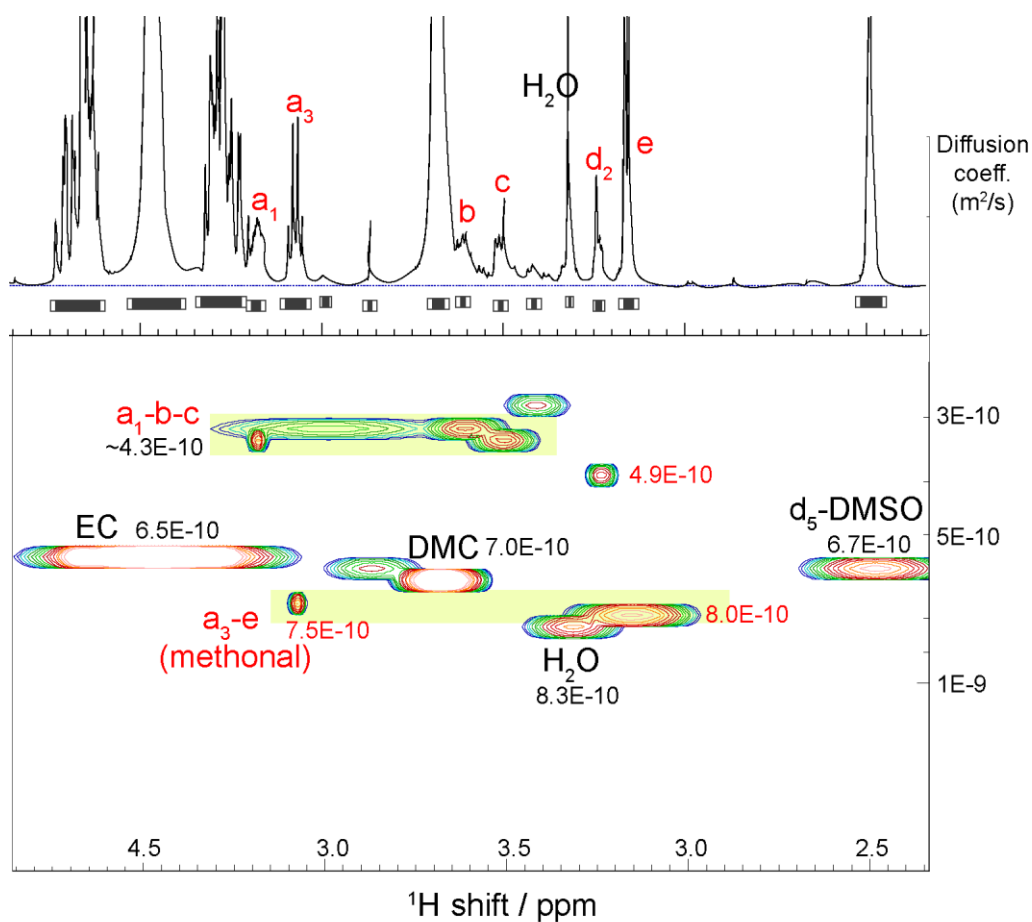 H₂O
a₃
d₂
e
Diffusion
coeff.
(m²/s)
c
a₁
b
a₁-b-c
~4.3E-10
3E-10
4.9E-10
EC 6.5E-10
DMC 7.0E-10
d₅-DMSO
6.7E-10
5E-10
a₃-e
(methonal)
7.5E-10
8.0E-10
H₂O
8.3E-10
1E-9
4.5 3.0 3.5 3.0 2.5
¹H shift / ppm